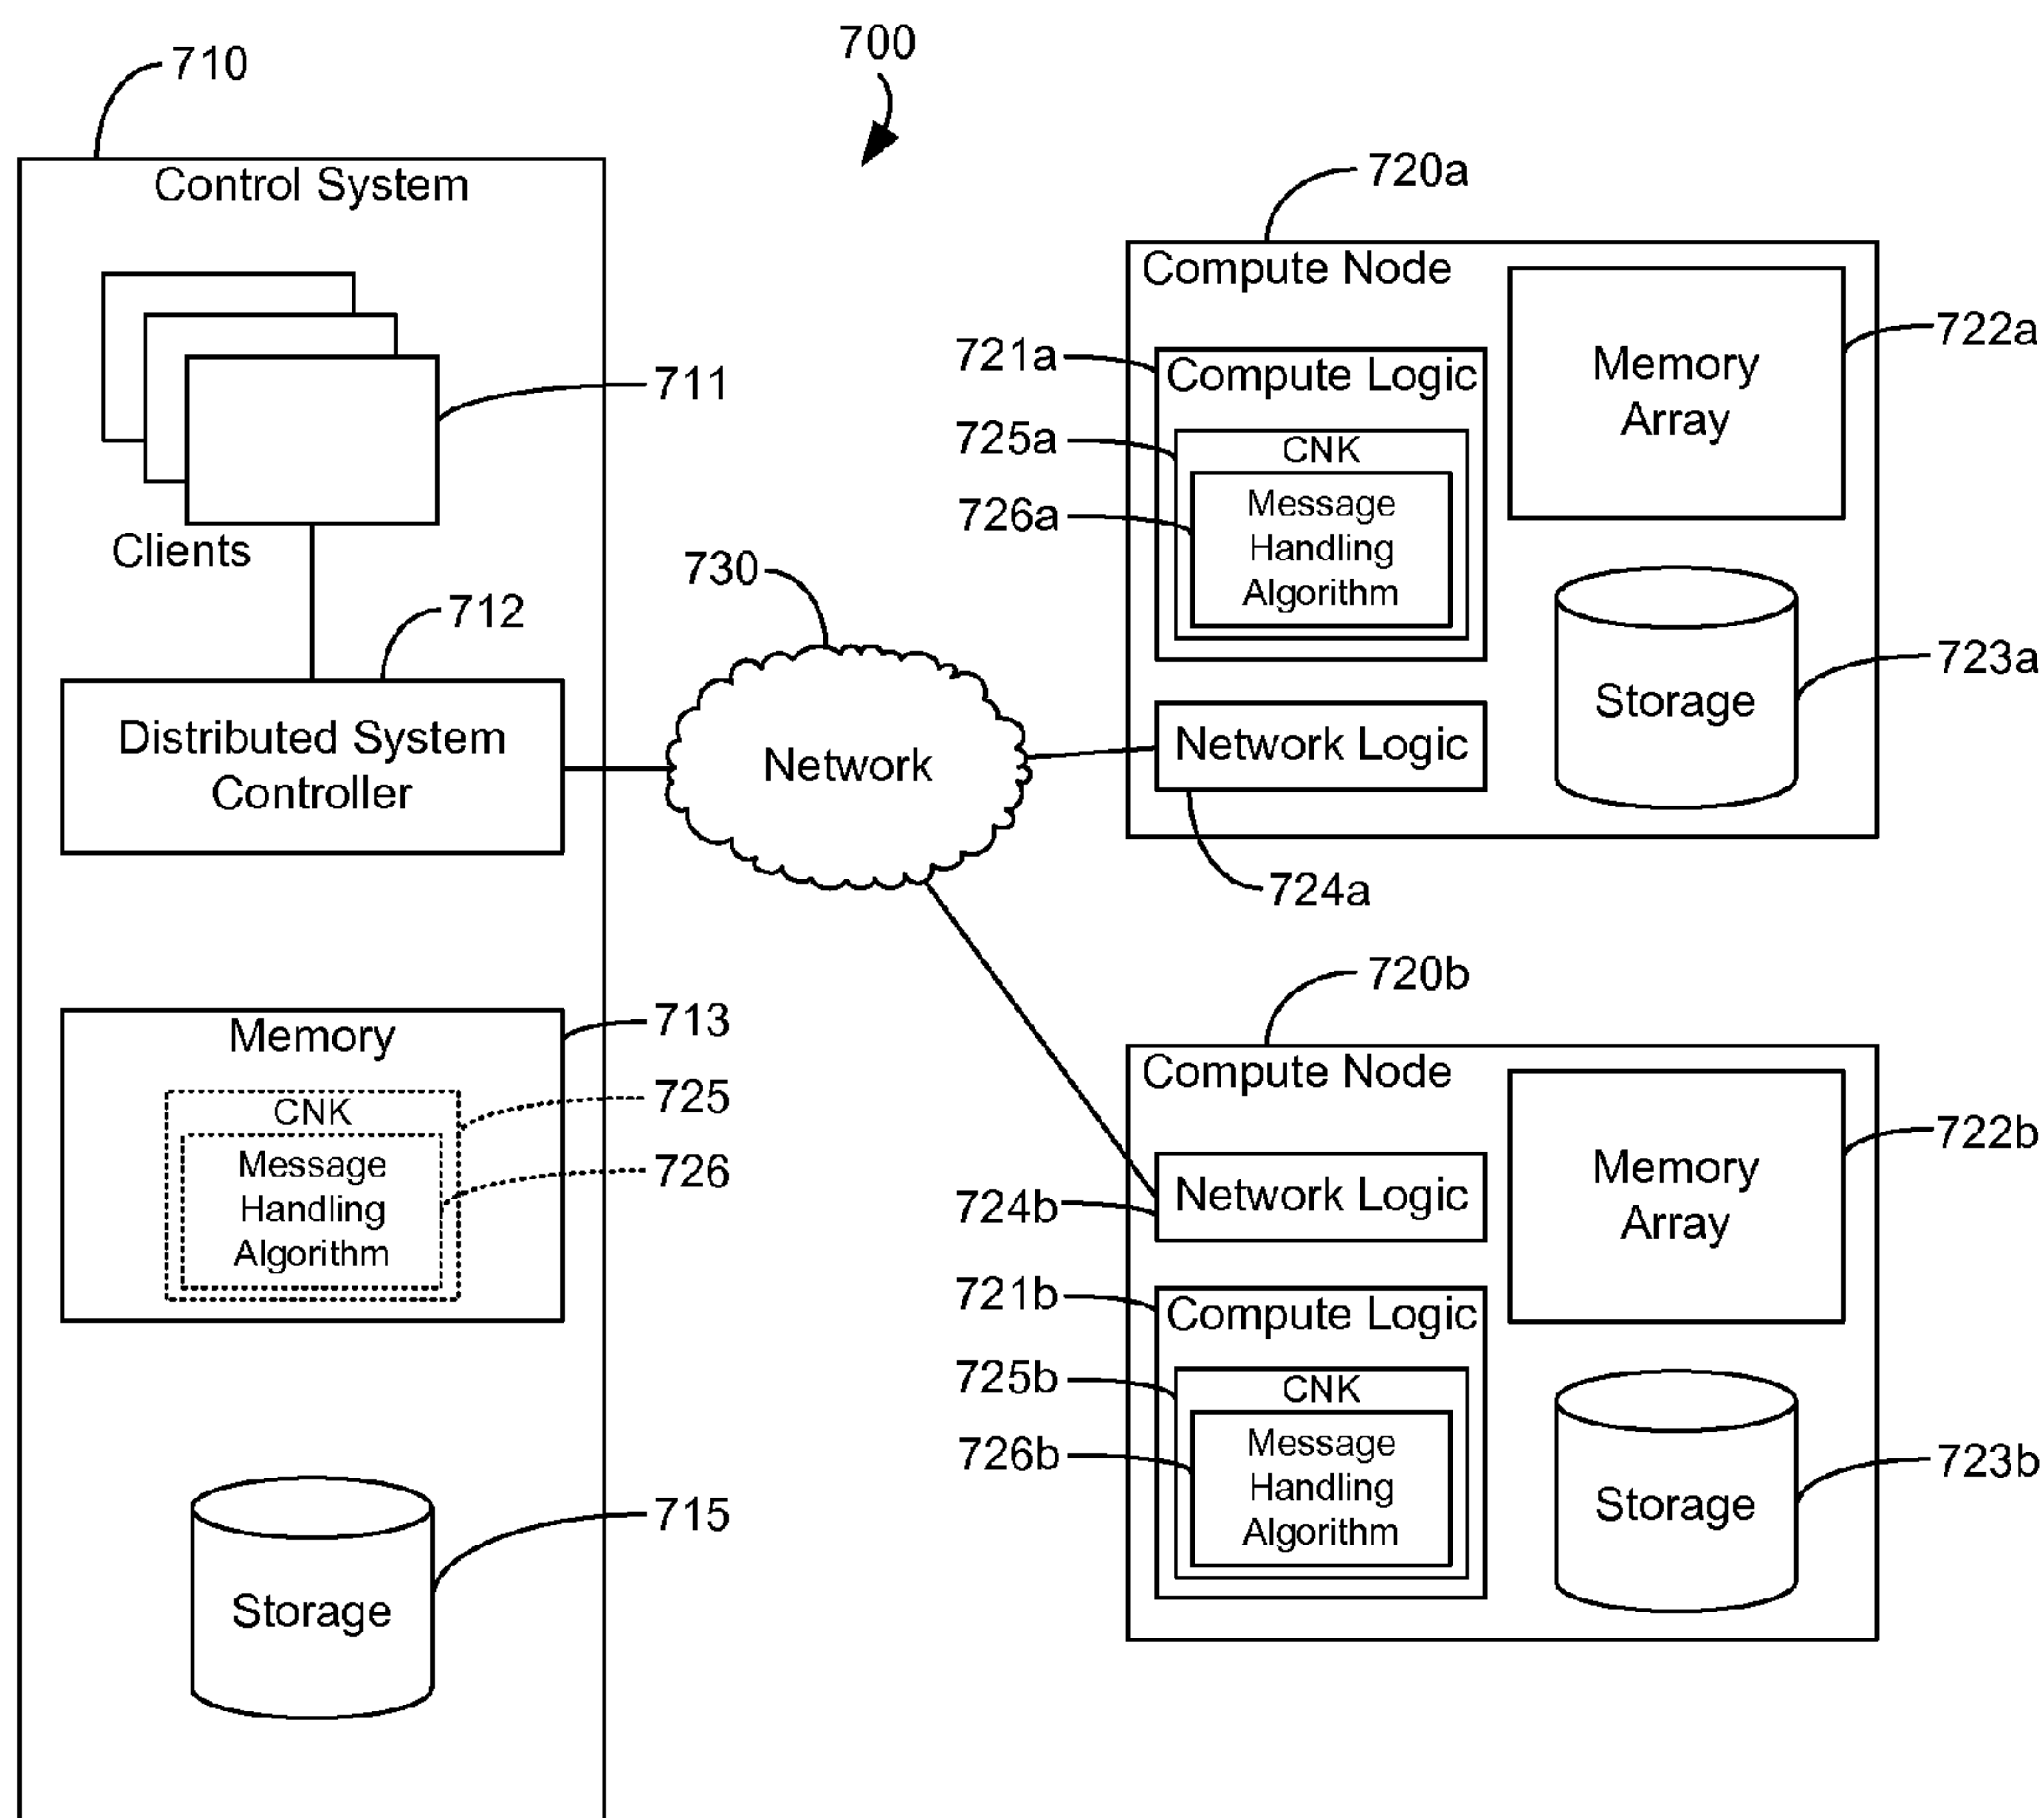 700
710
Control System
711
Clients
712
Distributed System
Controller
713
Memory
725
CNK
726
Message
Handling
Algorithm
715
Storage
730
Network
720a
Compute Node
721a
Compute Logic
725a
CNK
726a
Message
Handling
Algorithm
722a
Memory
Array
723a
Storage
Network Logic
724a
720b
Compute Node
724b
Network Logic
721b
Compute Logic
725b
CNK
726b
Message
Handling
Algorithm
722b
Memory
Array
723b
Storage